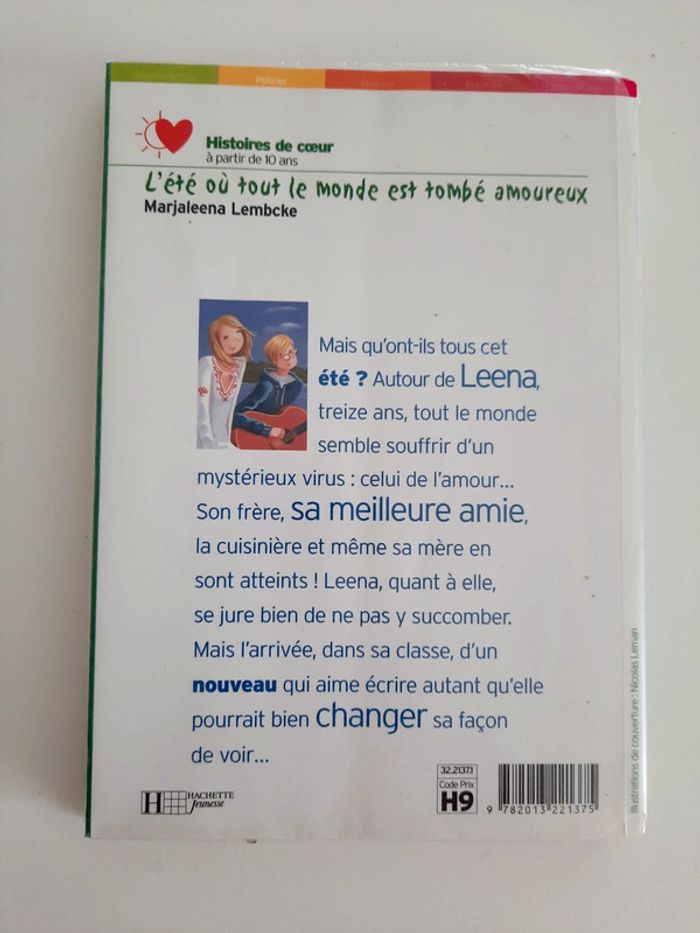 Policier
Histoires de cœur
à partir de 10 ans
L'été où tout le monde est tombé amoureux
Marjaleena Lembcke
Mais qu'ont-ils tous cet
été ? Autour de Leena,
treize ans, tout le monde
semble souffrir d'un
mystérieux virus : celui de l'amour...
Son frère, sa meilleure amie,
la cuisinière et même sa mère en
sont atteints ! Leena, quant à elle,
se jure bien de ne pas y succomber.
Mais l'arrivée, dans sa classe, d'un
nouveau qui aime écrire autant qu'elle
pourrait bien changer sa façon
de voir...
Illustrations de couverture : Nicolas Leman
H HACHETTE
Jeunesse
32.2137.1
Code Prix
H9
9 782013 221375